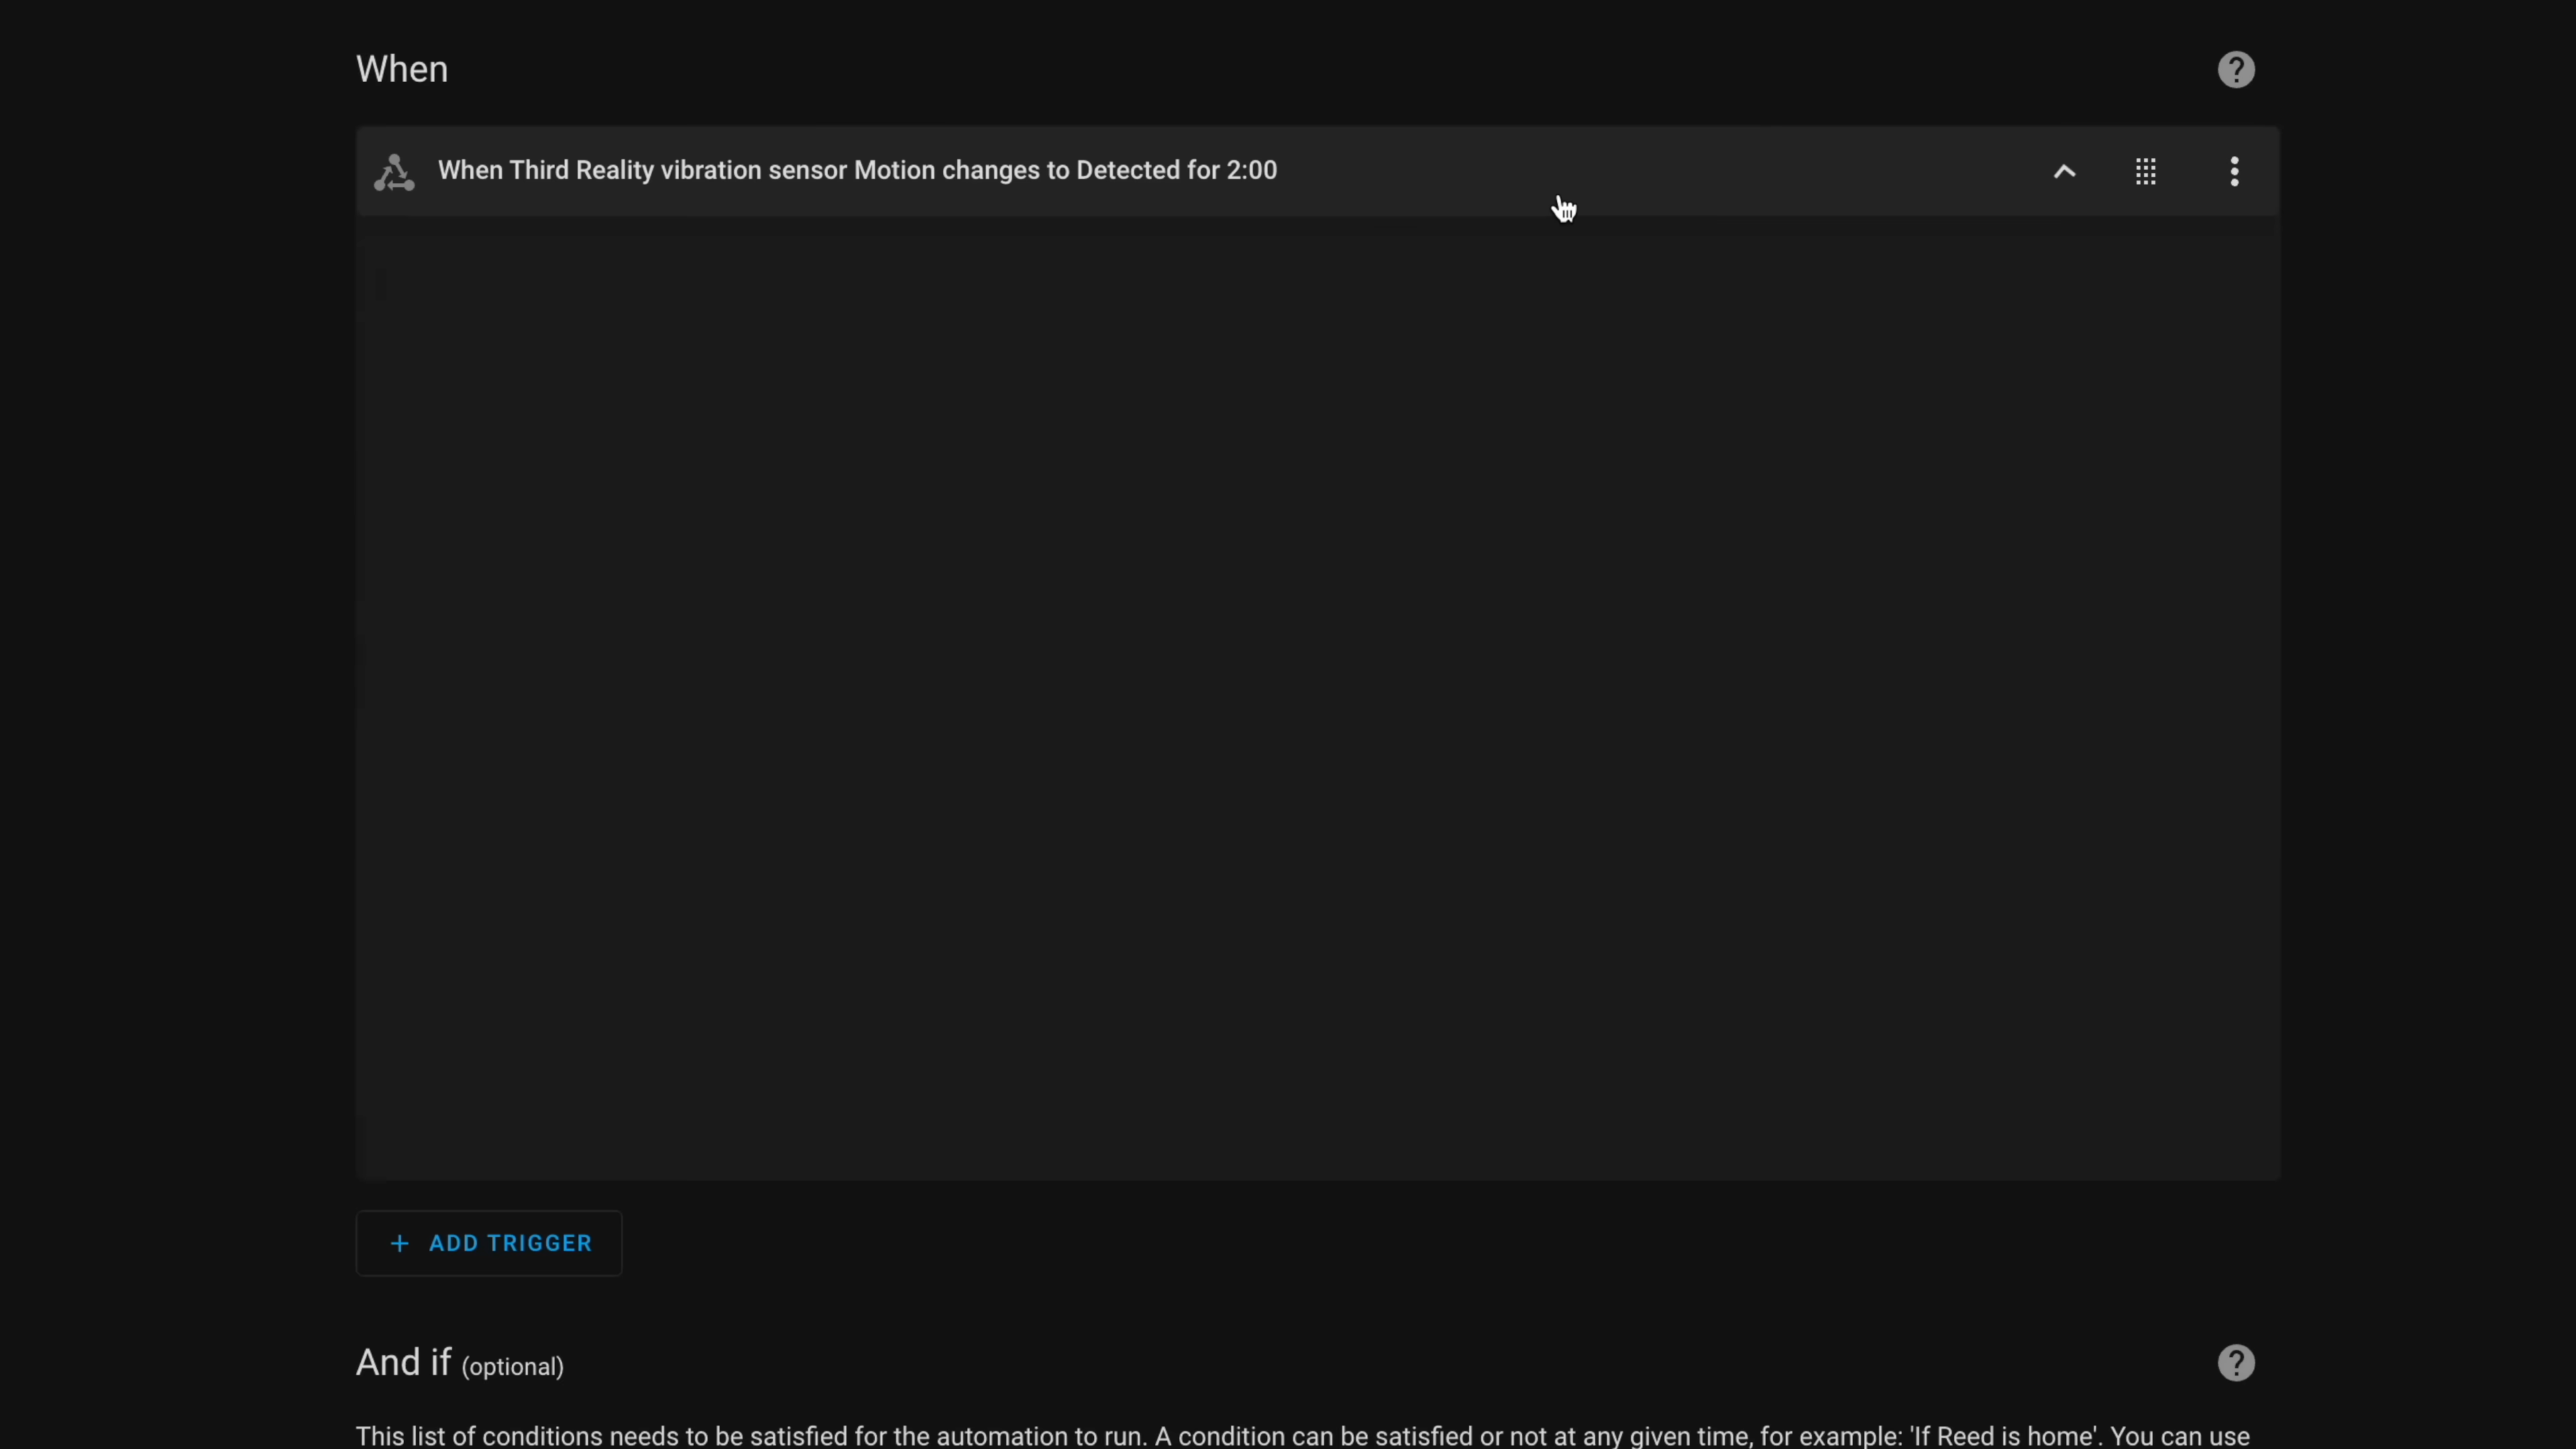 When
When Third Reality vibration sensor Motion changes to Detected for 2:00
+ ADD TRIGGER
And if (optional)
This list of conditions needs to be satisfied for the automation to run. A condition can be satisfied or not at any given time, for example: 'If Reed is home'. You can use